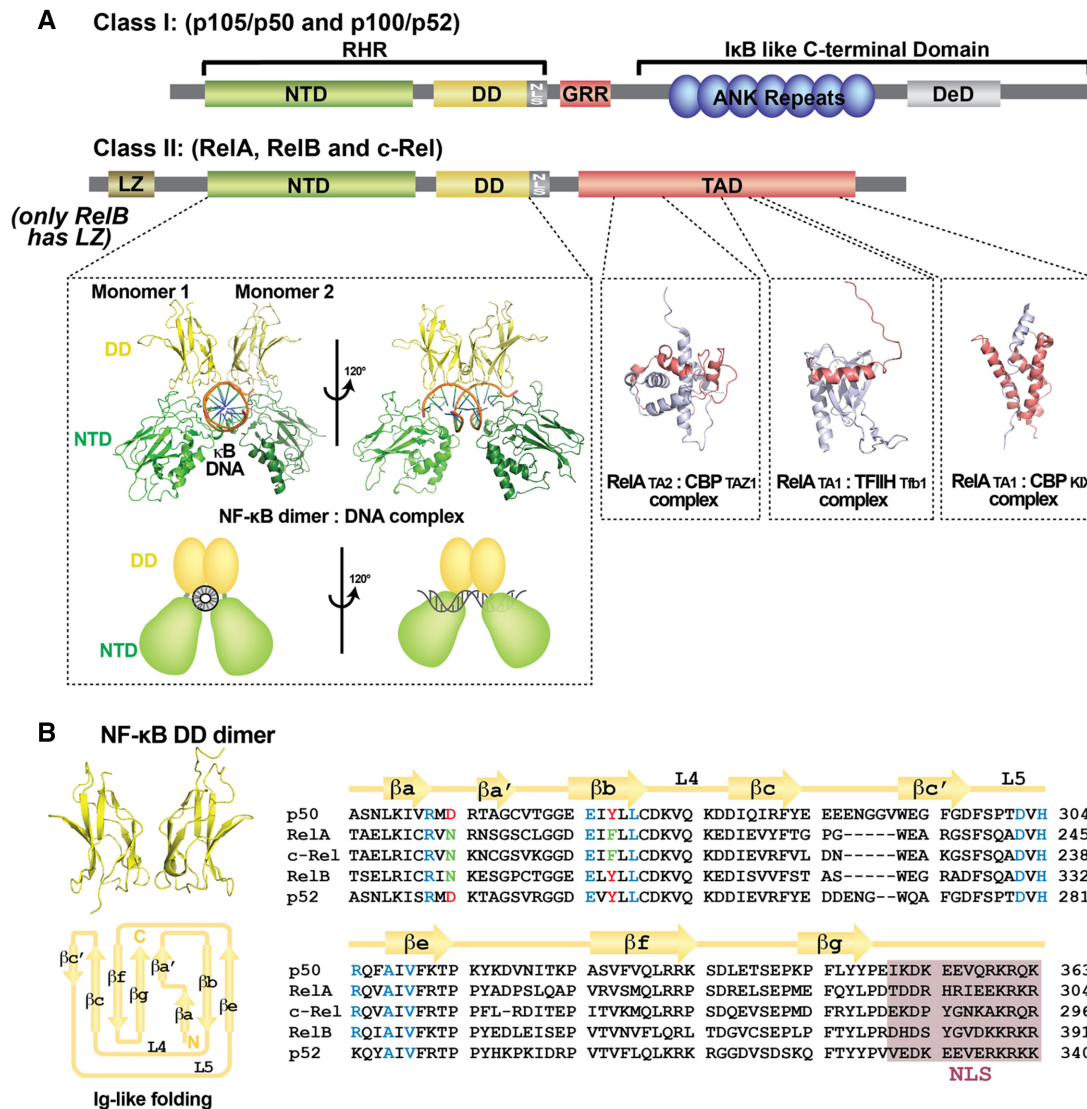 A
Class I: (p105/p50 and p100/p52)
RHR
IκB like C-terminal Domain
NTD DD NLS GRR ANK Repeats DeD
Class II: (RelA, RelB and c-Rel)
LZ NTD DD NLS TAD
(only RelB
has LZ)
Monomer 1 Monomer 2
DD
120°
NTD
κB
DNA
NF-κB dimer : DNA complex
DD
120°
NTD
RelA TA2 : CBP TAZ1
complex
RelA TA1 : TFIIH Tfb1
complex
RelA TA1 : CBP KIX
complex
B
NF-κB DD dimer
βc' βc βf C βg βa' βa N βb βe
L4
L5
Ig-like folding
βa βa' βb L4 βc βc' L5
p50 ASNLKIVRMD RTAGCVTGGE EIYLLCDKVQ KDDIQIRFYE EEENGGVWEG FGDFSPTDVH 304
RelA TAELKICRVN RNSGSCLGGD EIFLLCDKVQ KDDIEVYFTG PG-----WEA RGSFSQADVH 245
c-Rel TAELRICRVN KNCGSVKGGD EIFLLCDKVQ KDDIEVRFVL DN-----WEA KGSFSQADVH 238
RelB TSELRICRIN KESGPCTGGE ELYLLCDKVQ KEDISVVFST AS-----WEG RADFSQADVH 332
p52 TSNLKISRMD KTAGSVRGGD EVYLLCDKVQ KDDIEVRFYE DDENG--WQA FGDFSPTDVH 281
βe βf βg
p50 RQFAIVFKTP KYKDVNITKP ASVFVQLRRK SDLETSEPKP FLYYPEIKDK EEVQRKRQK 363
RelA RQVAIVFRTP PYADPSLQAP VRVSMQLRRP SDRELSEPME FQYLPDTDDR HRIEEKRKR 304
c-Rel RQVAIVFKTP PFL-RDITEP ITVKMQLRRP SDQEVSEPMD FRYLPDEKDP YGNKAKRQR 296
RelB RQIAIVFKTP PYEDLEISEP VTVNVFLQRL TDGVCSEPLP FTYLPRDHDS YGVDKKRKR 391
p52 KQYAIVFRTP PYHKPKIDRP VTVFLQLKRK RGGDVSDSKQ FTYYPVVEDK EEVERKRKK 340
NLS